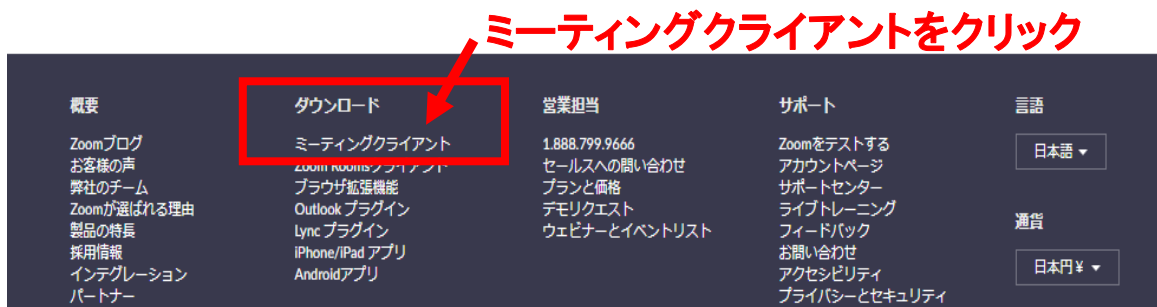 ミーティングクライアントをクリック
概要
Zoomブログ
お客様の声
弊社のチーム
Zoomが選ばれる理由
製品の特長
採用情報
インテグレーション
パートナー
ダウンロード
ミーティングクライアント
Zoom Roomsクライアント
ブラウザ拡張機能
Outlook プラグイン
Lync プラグイン
iPhone/iPad アプリ
Androidアプリ
営業担当
1.888.799.9666
セールスへの問い合わせ
プランと価格
デモリクエスト
ウェビナーとイベントリスト
サポート
Zoomをテストする
アカウントページ
サポートセンター
ライブトレーニング
フィードバック
お問い合わせ
アクセシビリティ
プライバシーとセキュリティ
言語
日本語
通貨
日本円 ¥